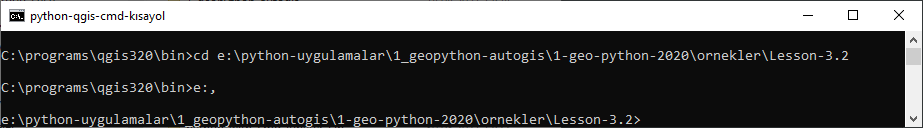 python-qgis-cmd-kısayol
C:\programs\qgis320\bin>cd e:\python-uygulamalar\1_geopython-autogis\1-geo-python-2020\ornekler\Lesson-3.2
C:\programs\qgis320\bin>e:,
e:\python-uygulamalar\1_geopython-autogis\1-geo-python-2020\ornekler\Lesson-3.2>